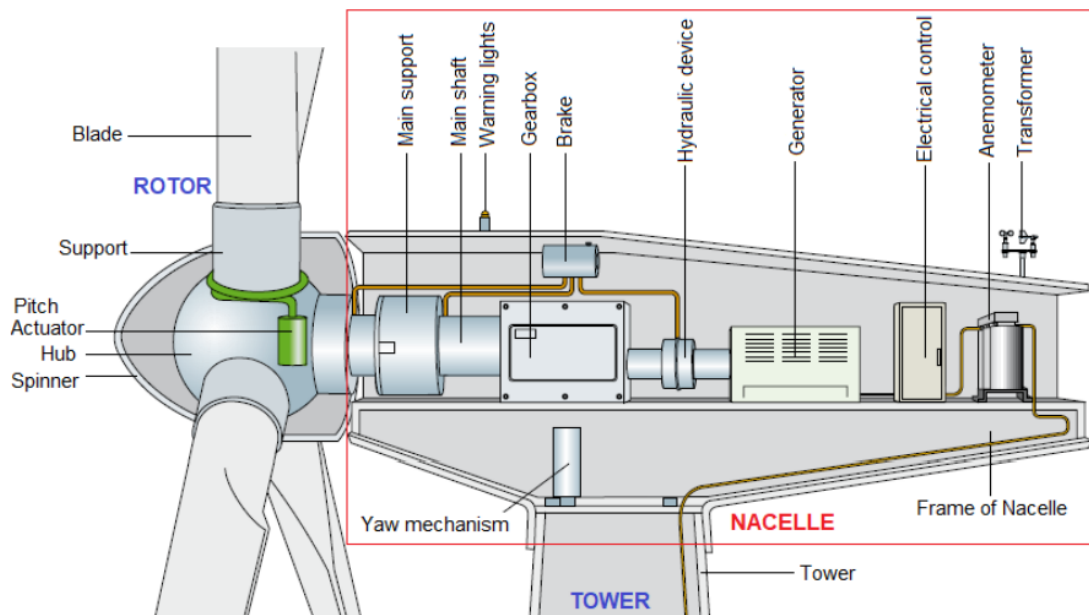 Main support
Main shaft
Warning lights
Gearbox
Brake
Hydraulic device
Generator
Electrical control
Anemometer
Transformer
Blade
ROTOR
Support
Pitch
Actuator
Hub
Spinner
Yaw mechanism
NACELLE
Frame of Nacelle
Tower
TOWER